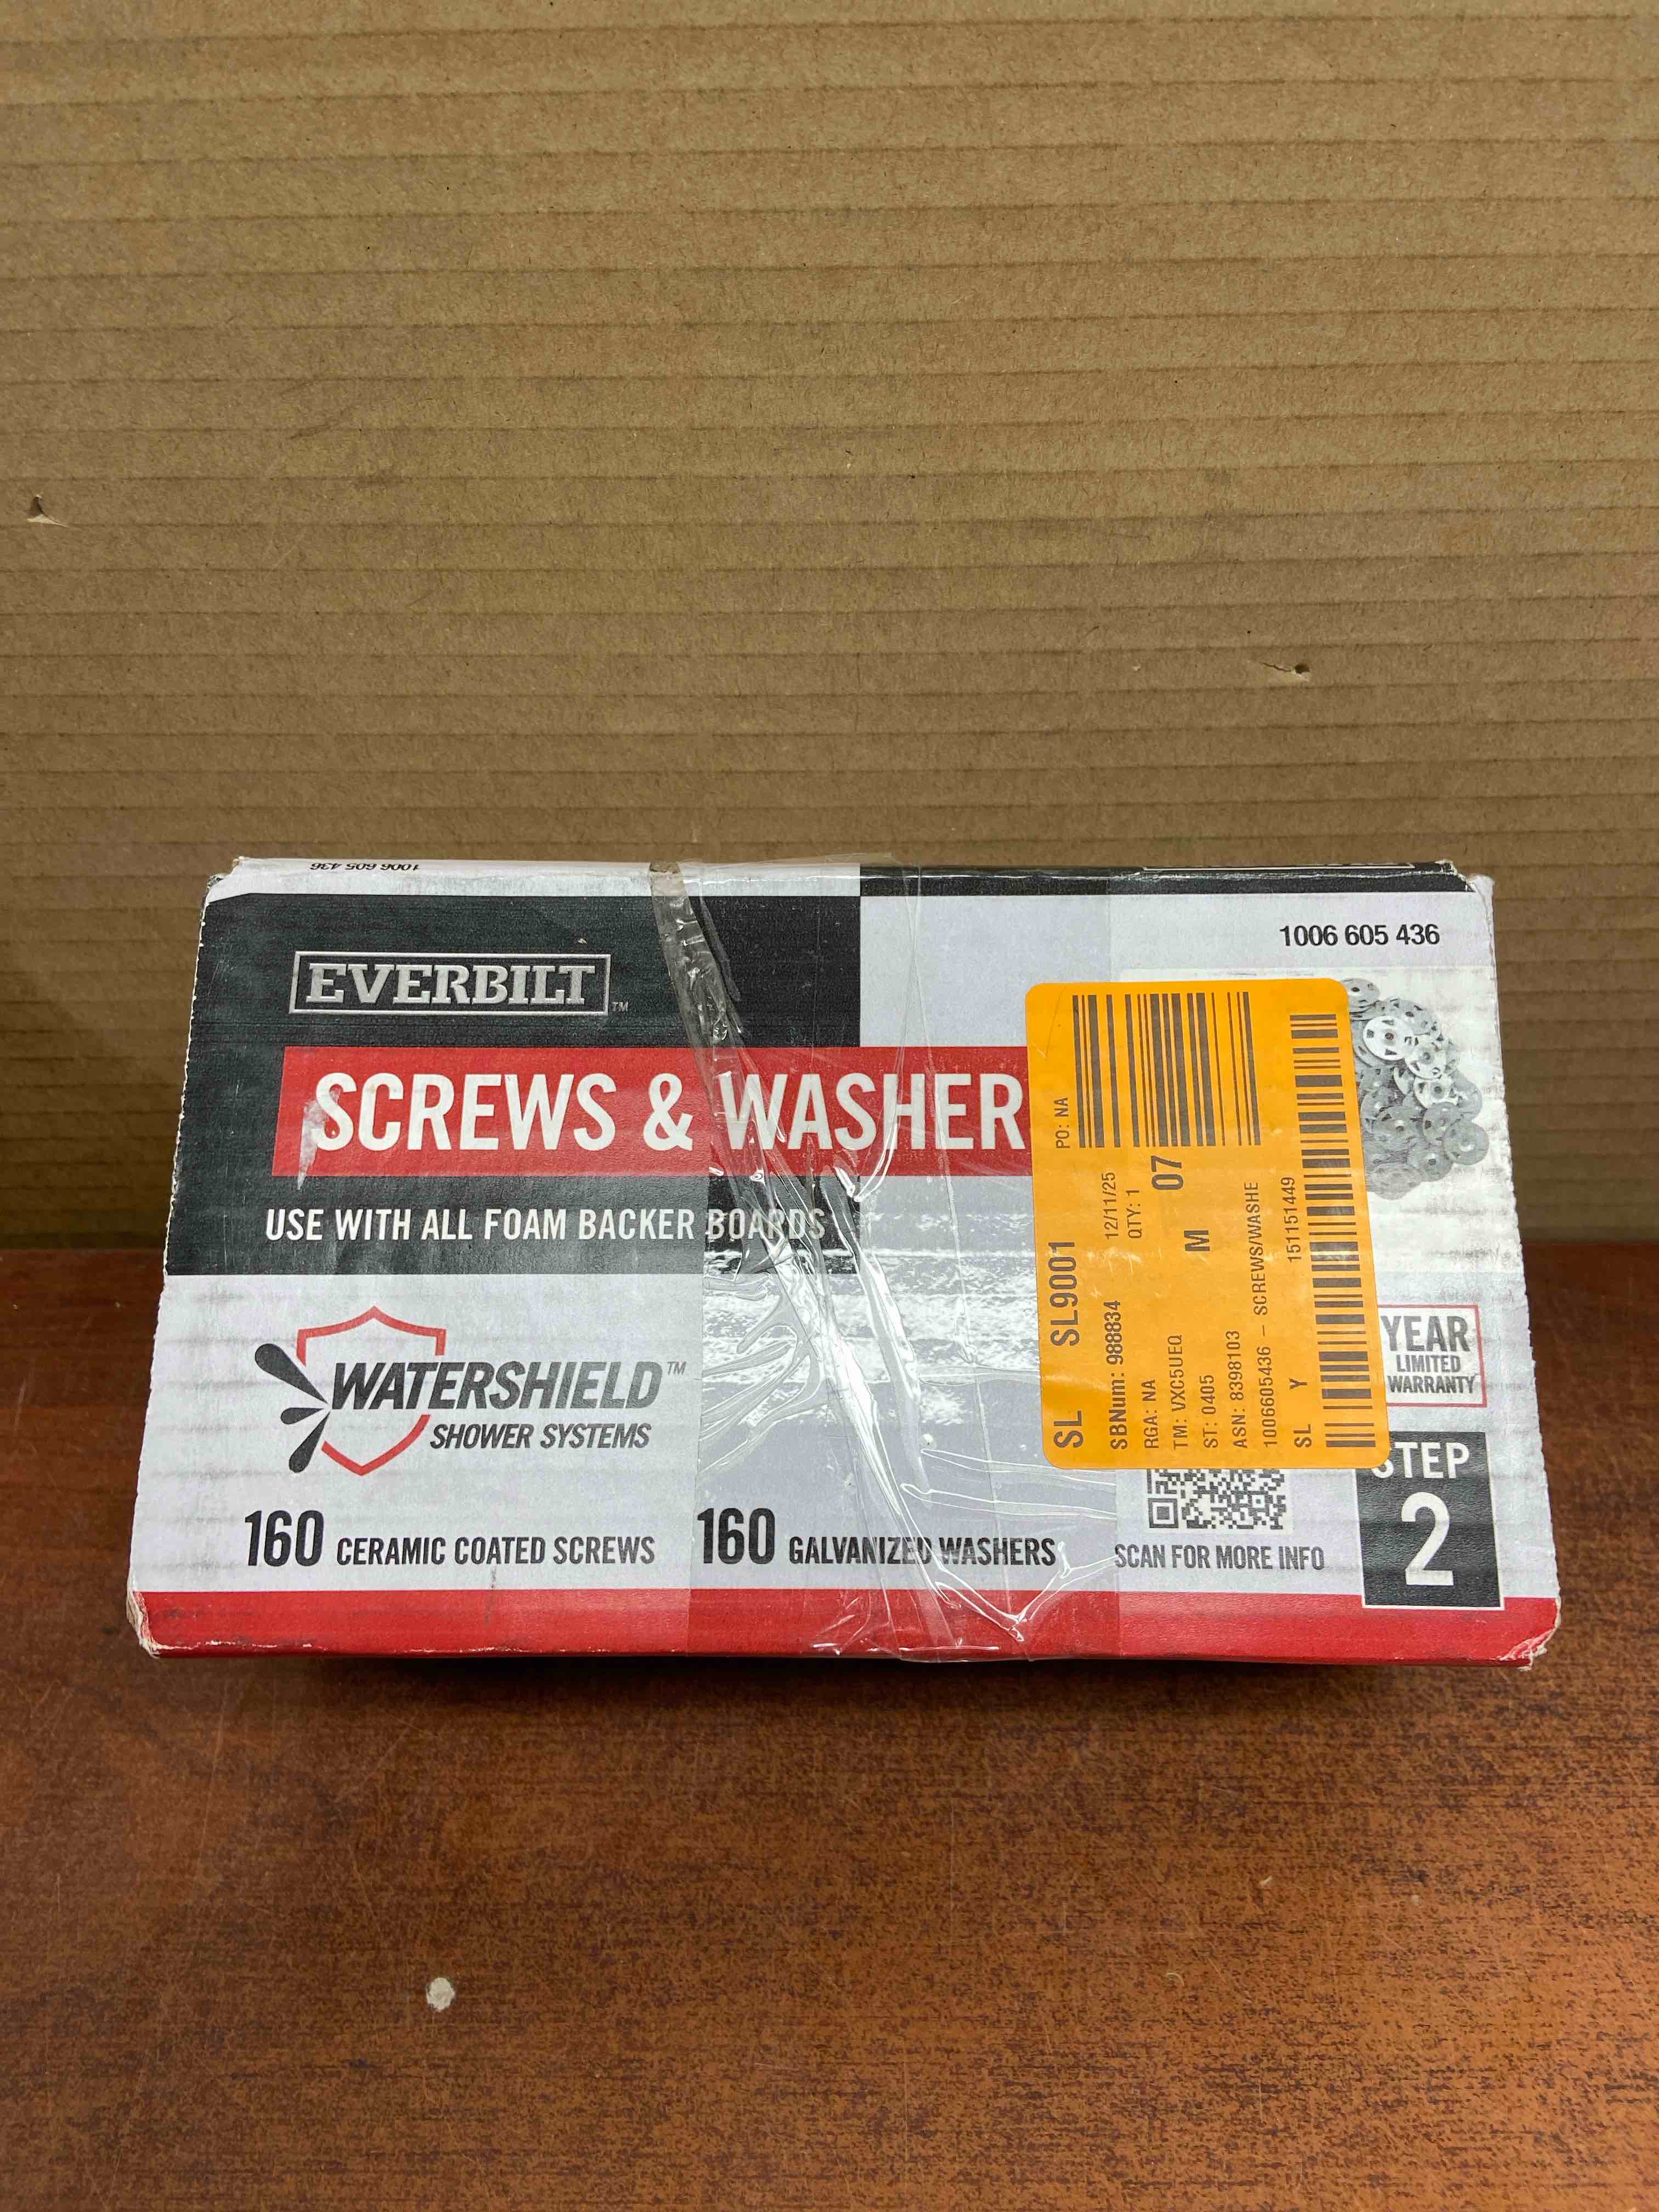 1006 605 436
1006 605 436
EVERBILT™
SCREWS & WASHER
USE WITH ALL FOAM BACKER BOARDS
WATERSHIELD™
SHOWER SYSTEMS
160 CERAMIC COATED SCREWS
160 GALVANIZED WASHERS
SCAN FOR MORE INFO
YEAR
LIMITED
WARRANTY
STEP
2
SL SL9001 PO: NA
SBNum: 988834 12/11/25
RGA: NA QTY: 1
TM: VXC5UEQ 07
ST: 0405 M
ASN: 8398103
1006605436 - SCREWS/WASHE
SL Y 151151449